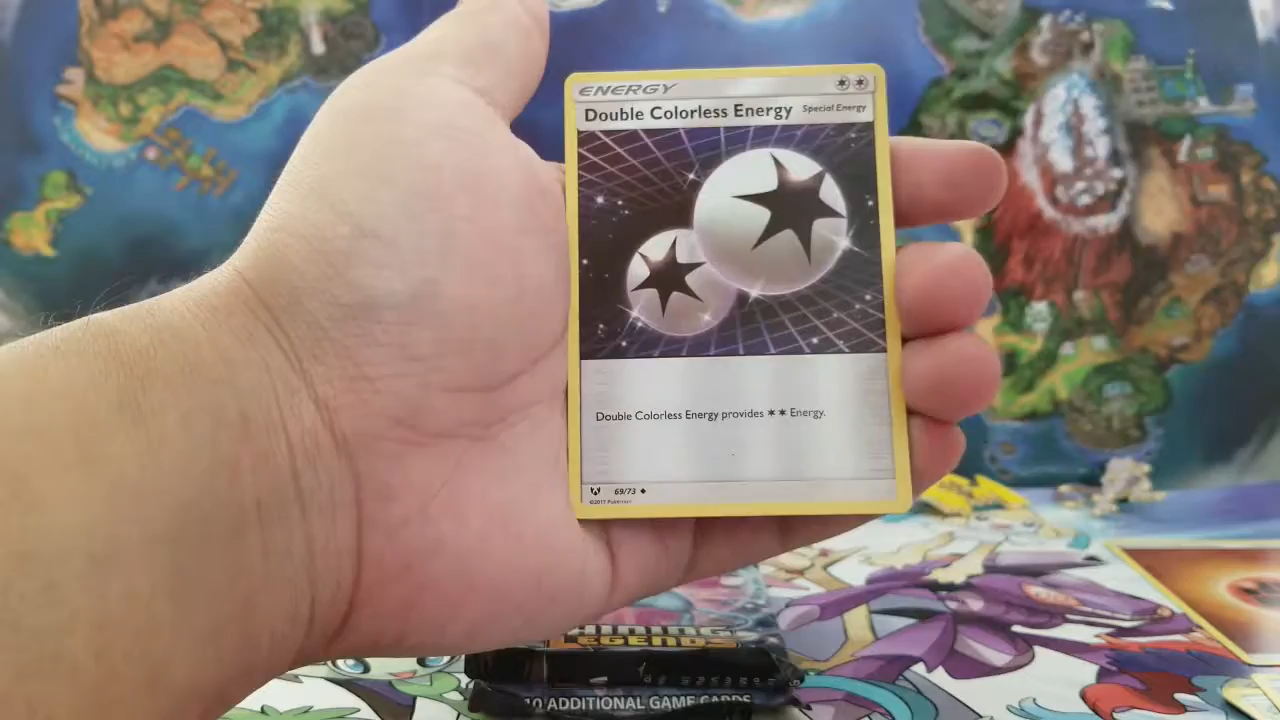 ENERGY
Double Colorless Energy Special Energy
Double Colorless Energy provides ✶ ✶ Energy.
69/73 ◆
©2017 Pokémon
SHINING
LEGENDS
10 ADDITIONAL GAME CARDS